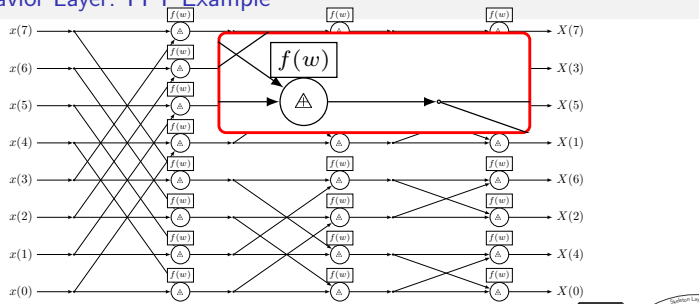 avior Layer: FFT Example
f(w) f(w) f(w)
x(7) X(7)
f(w)
f(w)
x(6) X(3)
f(w)
x(5) X(5)
f(w)
x(4) X(1)
f(w) f(w) f(w)
x(3) X(6)
f(w) f(w) f(w)
x(2) X(2)
f(w) f(w) f(w)
x(1) X(4)
f(w) f(w) f(w)
x(0) X(0)